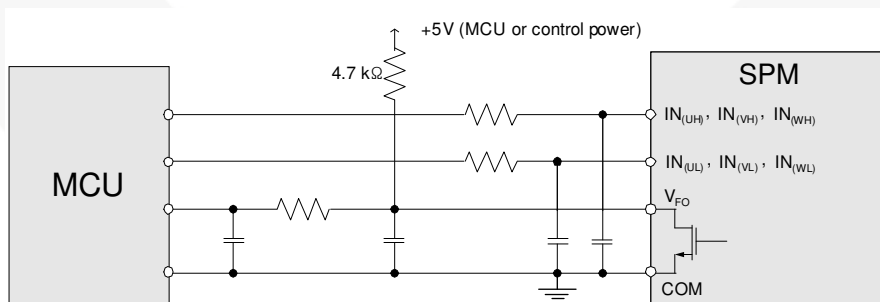 +5V (MCU or control power)
4.7 kΩ
SPM
IN(UH), IN(VH), IN(WH)
IN(UL), IN(VL), IN(WL)
MCU
VFO
COM